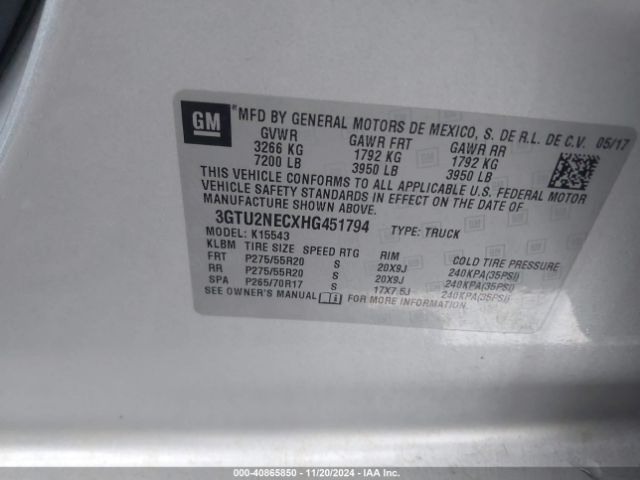 GM
MFD BY GENERAL MOTORS DE MEXICO, S. DE R.L. DE C.V. 05/17
GVWR GAWR FRT GAWR RR
3266 KG 1792 KG 1792 KG
7200 LB 3950 LB 3950 LB
THIS VEHICLE CONFORMS TO ALL APPLICABLE U.S. FEDERAL MOTOR
VEHICLE SAFETY STANDARDS IN EFFECT ON THE DATE OF
MANUFACTURE SHOWN ABOVE.
3GTU2NECXHG451794 TYPE: TRUCK
MODEL: K15543
KLBM TIRE SIZE SPEED RTG RIM COLD TIRE PRESSURE
FRT P275/55R20 S 20X9J 240KPA(35PSI)
RR P275/55R20 S 20X9J 240KPA(35PSI)
SPA P265/70R17 S 17X7.5J 240KPA(35PSI)
SEE OWNER'S MANUAL FOR MORE INFORMATION.
000-40865850 | 11/20/2024 | IAA Inc.